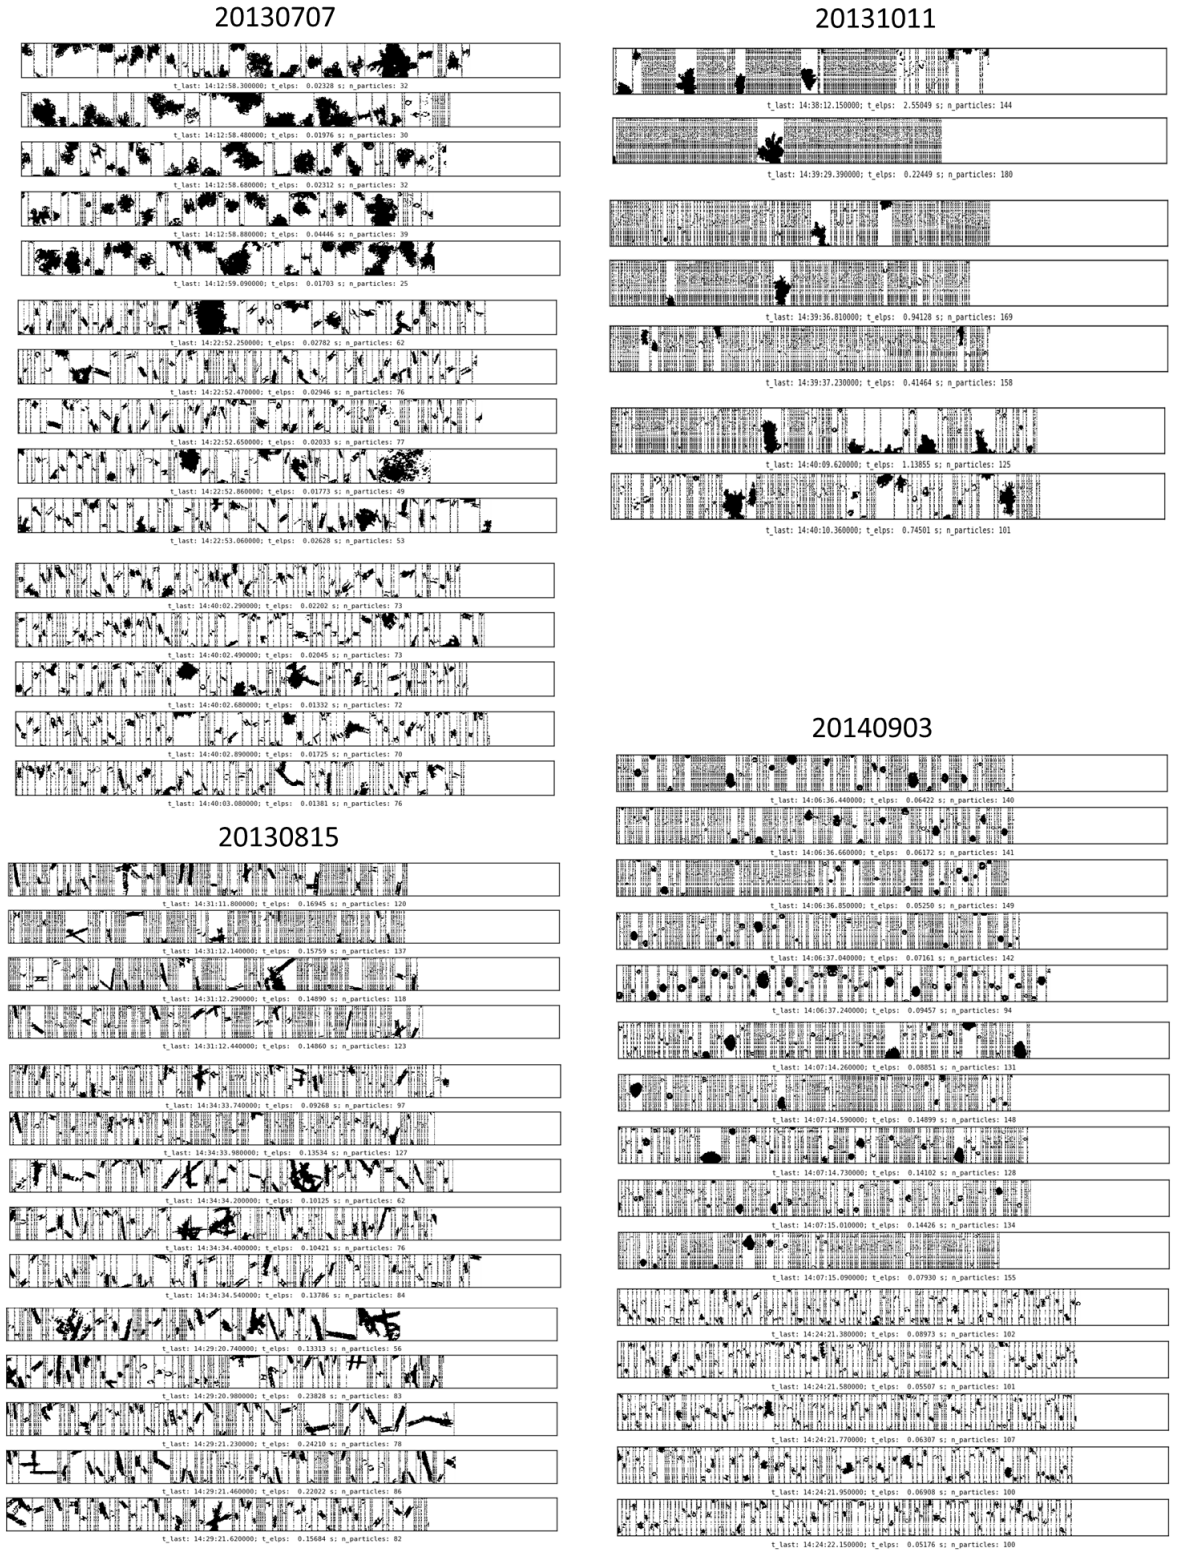 20130707
t_last: 14:12:58.300000; t_elps: 0.02328 s; n_particles: 32
t_last: 14:12:58.480000; t_elps: 0.01976 s; n_particles: 30
t_last: 14:12:58.680000; t_elps: 0.02312 s; n_particles: 32
t_last: 14:12:58.880000; t_elps: 0.04446 s; n_particles: 39
t_last: 14:12:59.090000; t_elps: 0.01703 s; n_particles: 25
t_last: 14:22:52.250000; t_elps: 0.02782 s; n_particles: 62
t_last: 14:22:52.470000; t_elps: 0.02946 s; n_particles: 76
t_last: 14:22:52.650000; t_elps: 0.02033 s; n_particles: 77
t_last: 14:22:52.860000; t_elps: 0.01773 s; n_particles: 49
t_last: 14:22:53.060000; t_elps: 0.02628 s; n_particles: 53
t_last: 14:40:02.290000; t_elps: 0.02202 s; n_particles: 73
t_last: 14:40:02.490000; t_elps: 0.02045 s; n_particles: 73
t_last: 14:40:02.680000; t_elps: 0.01332 s; n_particles: 72
t_last: 14:40:02.890000; t_elps: 0.01725 s; n_particles: 70
t_last: 14:40:03.080000; t_elps: 0.01381 s; n_particles: 76
20130815
t_last: 14:31:11.800000; t_elps: 0.16945 s; n_particles: 120
t_last: 14:31:12.140000; t_elps: 0.15759 s; n_particles: 137
t_last: 14:31:12.290000; t_elps: 0.14890 s; n_particles: 118
t_last: 14:31:12.440000; t_elps: 0.14860 s; n_particles: 123
t_last: 14:34:33.740000; t_elps: 0.09268 s; n_particles: 97
t_last: 14:34:33.980000; t_elps: 0.13534 s; n_particles: 127
t_last: 14:34:34.200000; t_elps: 0.10125 s; n_particles: 62
t_last: 14:34:34.400000; t_elps: 0.10421 s; n_particles: 76
t_last: 14:34:34.540000; t_elps: 0.13786 s; n_particles: 84
t_last: 14:29:20.740000; t_elps: 0.13313 s; n_particles: 56
t_last: 14:29:20.980000; t_elps: 0.23828 s; n_particles: 83
t_last: 14:29:21.230000; t_elps: 0.24210 s; n_particles: 78
t_last: 14:29:21.460000; t_elps: 0.22022 s; n_particles: 86
t_last: 14:29:21.620000; t_elps: 0.15684 s; n_particles: 82
20131011
t_last: 14:38:12.150000; t_elps: 2.55049 s; n_particles: 144
t_last: 14:39:29.390000; t_elps: 0.22449 s; n_particles: 180
t_last: 14:39:36.810000; t_elps: 0.94128 s; n_particles: 169
t_last: 14:39:37.230000; t_elps: 0.41464 s; n_particles: 158
t_last: 14:40:09.620000; t_elps: 1.13855 s; n_particles: 125
t_last: 14:40:10.360000; t_elps: 0.74501 s; n_particles: 101
20140903
t_last: 14:06:36.440000; t_elps: 0.06422 s; n_particles: 140
t_last: 14:06:36.660000; t_elps: 0.06172 s; n_particles: 141
t_last: 14:06:36.850000; t_elps: 0.05250 s; n_particles: 149
t_last: 14:06:37.040000; t_elps: 0.07161 s; n_particles: 142
t_last: 14:06:37.240000; t_elps: 0.09457 s; n_particles: 94
t_last: 14:07:14.260000; t_elps: 0.08851 s; n_particles: 131
t_last: 14:07:14.590000; t_elps: 0.14899 s; n_particles: 148
t_last: 14:07:14.730000; t_elps: 0.14102 s; n_particles: 128
t_last: 14:07:15.010000; t_elps: 0.14426 s; n_particles: 134
t_last: 14:07:15.090000; t_elps: 0.07930 s; n_particles: 155
t_last: 14:24:21.380000; t_elps: 0.08973 s; n_particles: 102
t_last: 14:24:21.580000; t_elps: 0.05507 s; n_particles: 101
t_last: 14:24:21.770000; t_elps: 0.06307 s; n_particles: 107
t_last: 14:24:21.950000; t_elps: 0.06908 s; n_particles: 100
t_last: 14:24:22.150000; t_elps: 0.05176 s; n_particles: 100